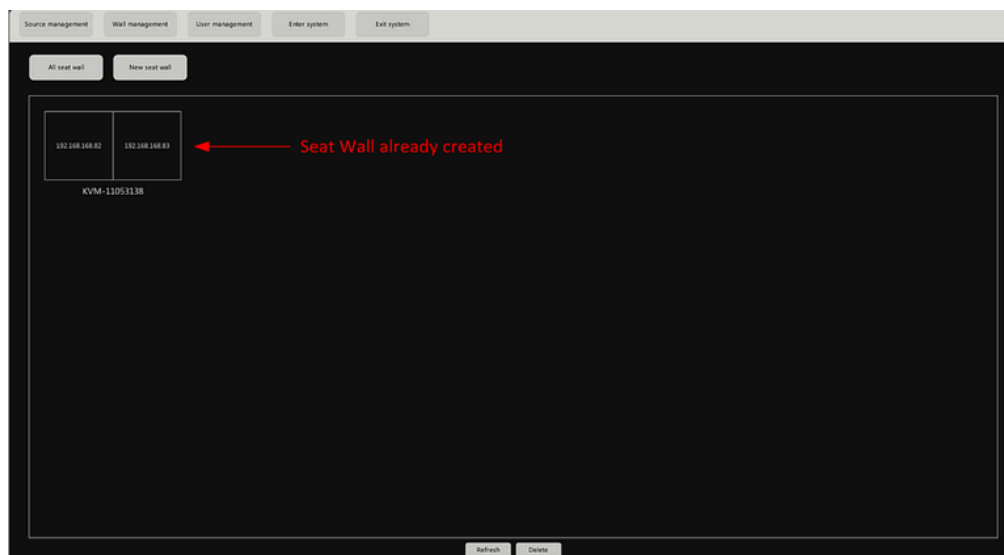 Source management Wall management User management Enter system Exit system
All seat wall New seat wall
192.168.168.82 192.168.168.83
Seat Wall already created
KVM-11053138
Refresh Delete